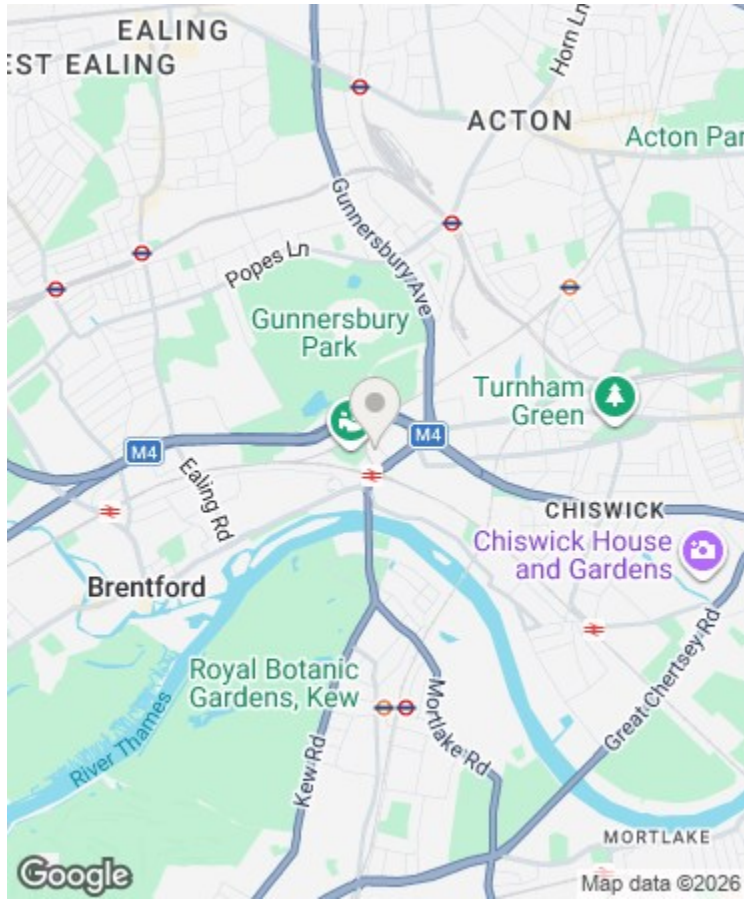 EALING
EST EALING
Horn Ln
ACTON
Acton Par
Gunnersbury Ave
Popes Ln
Gunnersbury
Park
Turnham
Green
M4
M4
Ealing Rd
CHISWICK
Chiswick House
and Gardens
Brentford
Royal Botanic
Gardens, Kew
River Thames
Kew Rd
Mortlake Rd
Great Chertsey Rd
MORTLAKE
Google
Map data ©2026